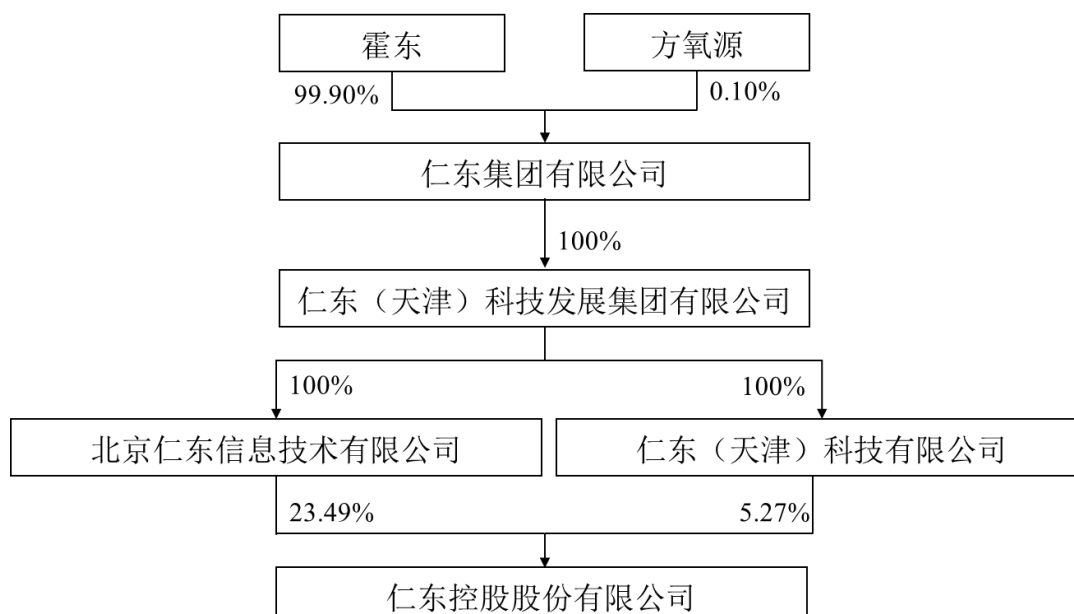 霍东
方氧源
99.90%
0.10%
仁东集团有限公司
100%
仁东（天津）科技发展集团有限公司
100%
100%
北京仁东信息技术有限公司
仁东（天津）科技有限公司
23.49%
5.27%
仁东控股股份有限公司